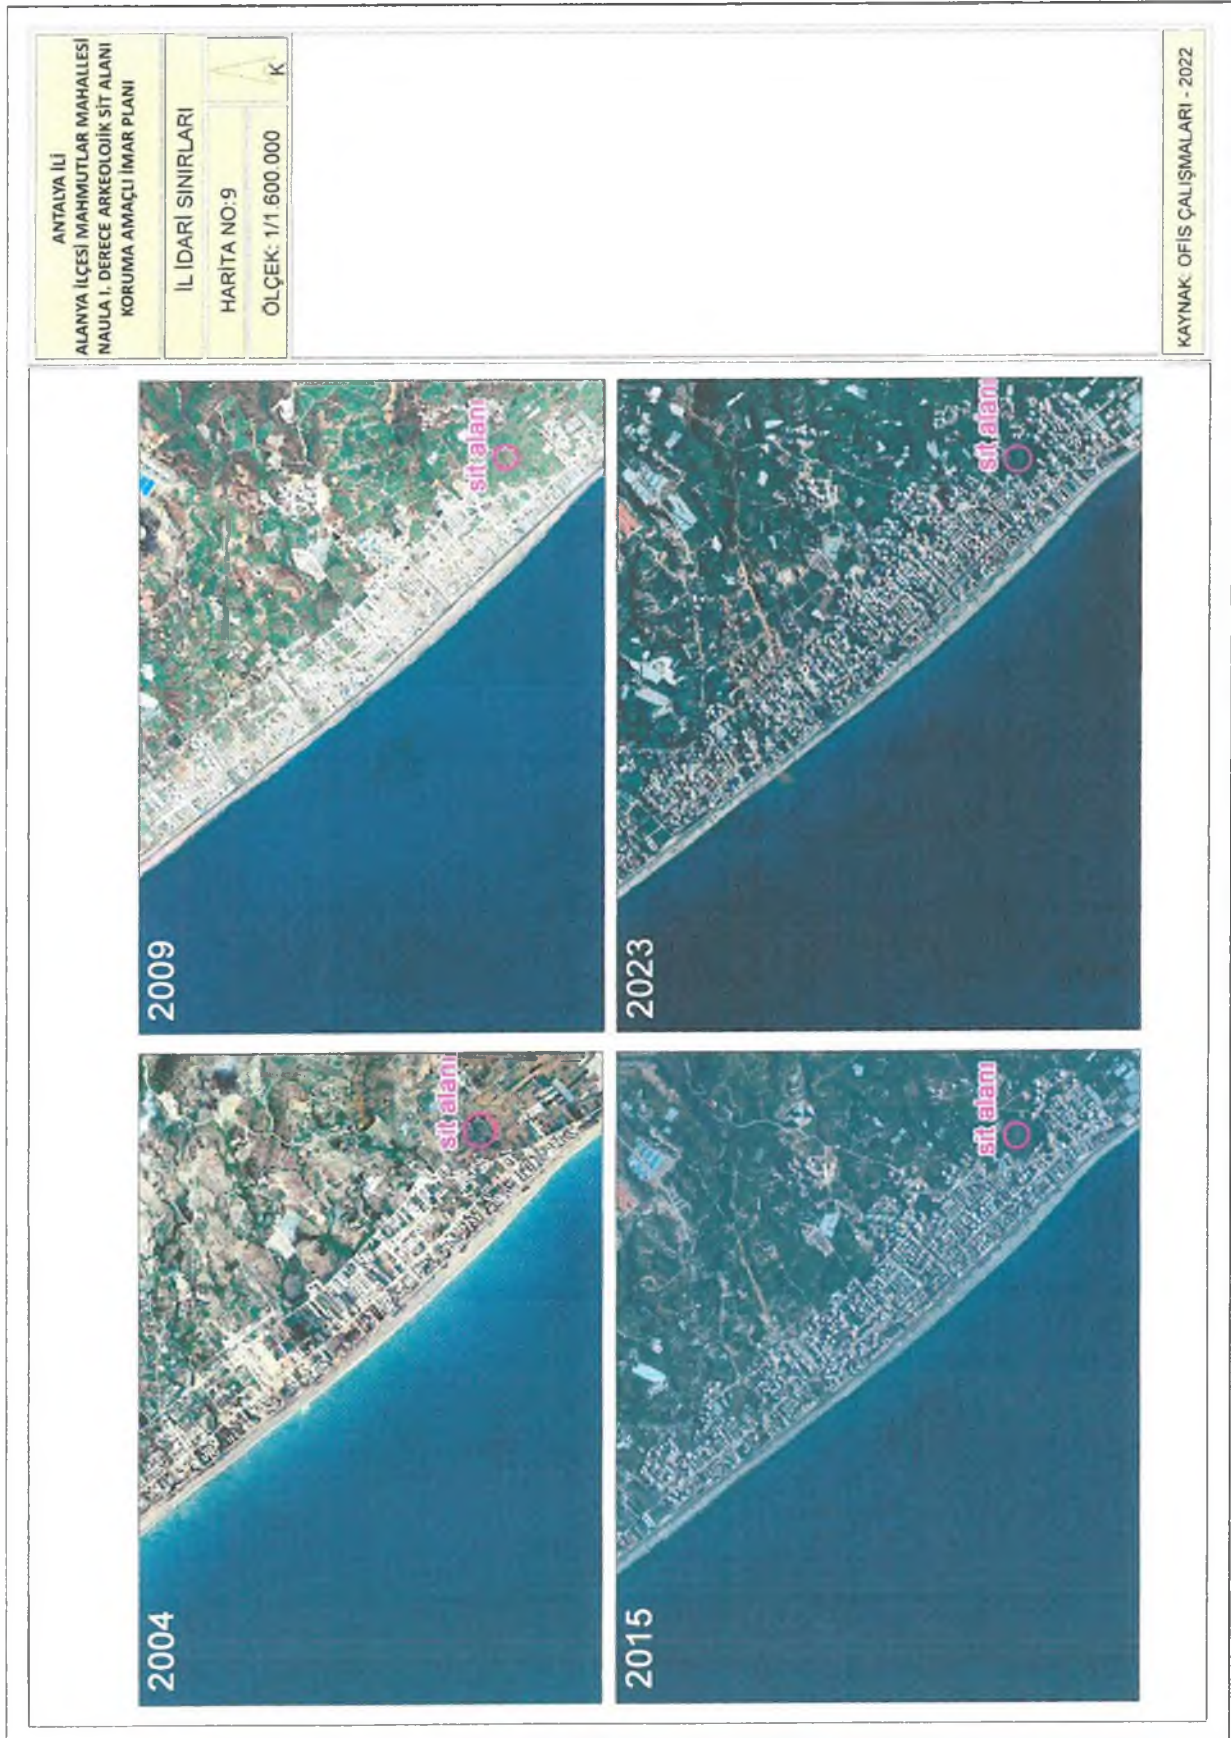 2004
sit alanı
2009
sit alanı
2015
sit alanı
2023
sit alanı
ANTALYA İLİ
ALANYA İLÇESİ MAHMUTLAR MAHALLESİ
NAULA I. DERECE ARKEOLOJİK SİT ALANI
KORUMA AMAÇLI İMAR PLANI
İL İDARİ SINIRLARI
HARİTA NO:9
K
ÖLÇEK: 1/1.600.000
KAYNAK: OFİS ÇALIŞMALARI - 2022